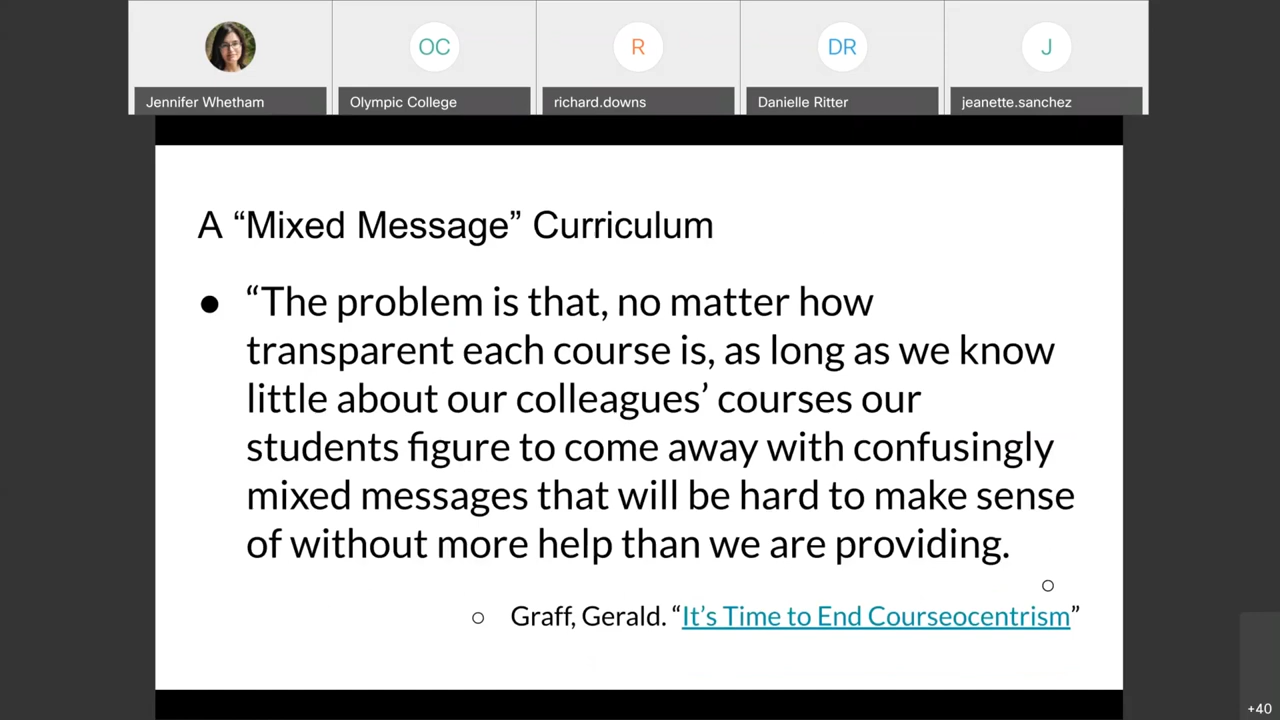 OC
R
DR
J
Jennifer Whetham
Olympic College
richard.downs
Danielle Ritter
jeanette.sanchez
A “Mixed Message” Curriculum
● “The problem is that, no matter how
transparent each course is, as long as we know
little about our colleagues’ courses our
students figure to come away with confusingly
mixed messages that will be hard to make sense
of without more help than we are providing.
○
○ Graff, Gerald. “It’s Time to End Courseocentrism”
+40